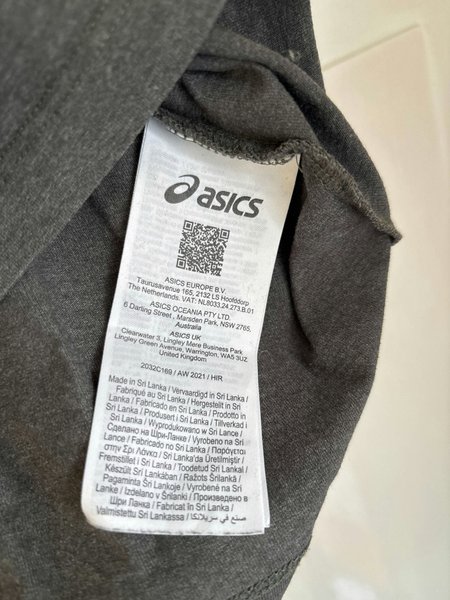 asics
ASICS EUROPE B.V.
Taurusavenue 165, 2132 LS Hoofddorp
The Netherlands. VAT: NL8033.24.273.B.01
ASICS OCEANIA PTY LTD.
6 Darling Street, Marsden Park, NSW 2765,
Australia
ASICS UK
Clearwater 3, Lingley Mere Business Park
Lingley Green Avenue, Warrington, WA5 3UZ
United Kingdom
2032C169 / AW 2021 / HIR
Made in Sri Lanka / Vervaardigd in Sri
Lanka / Fabriqué au Sri Lanka / Hergestellt in Sri
Lanka / Fabricado en Sri Lanka / Prodotto in
Sri Lanka / Produsert i Sri Lanka / Tillverkad i
Sri Lanka / Wyprodukowano w Sri Lance /
Сделано на Шри-Ланке / Vyrobeno na Srí
Lance / Fabricado no Sri Lanka / Παράγεται
στην Σρι Λάνκα / Sri Lanka'da Üretilmiştir /
Fremstillet i Sri Lanka / Toodetud Sri Lankal /
Készült Sri Lankában / Ražots Šrilankā /
Pagaminta Šri Lankoje / Vyrobené na Srí
Lanke / Izdelano v Šrilanki / Произведено в
Шри Ланка / Fabricat în Sri Lanka /
Valmistettu Sri Lankassa / صنع في سريلانكا